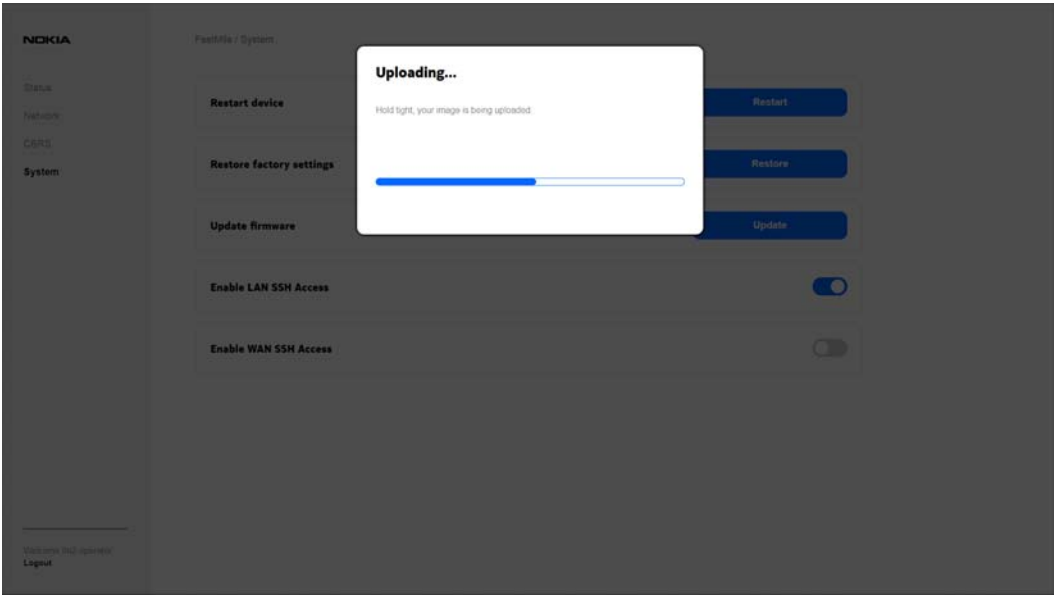 NOKIA
FastMile / System
Status
Network
CBRS
System
Uploading...
Hold tight, your image is being uploaded.
Restart device
Restart
Restore factory settings
Restore
Update firmware
Update
Enable LAN SSH Access
Enable WAN SSH Access
Welcome
Logout